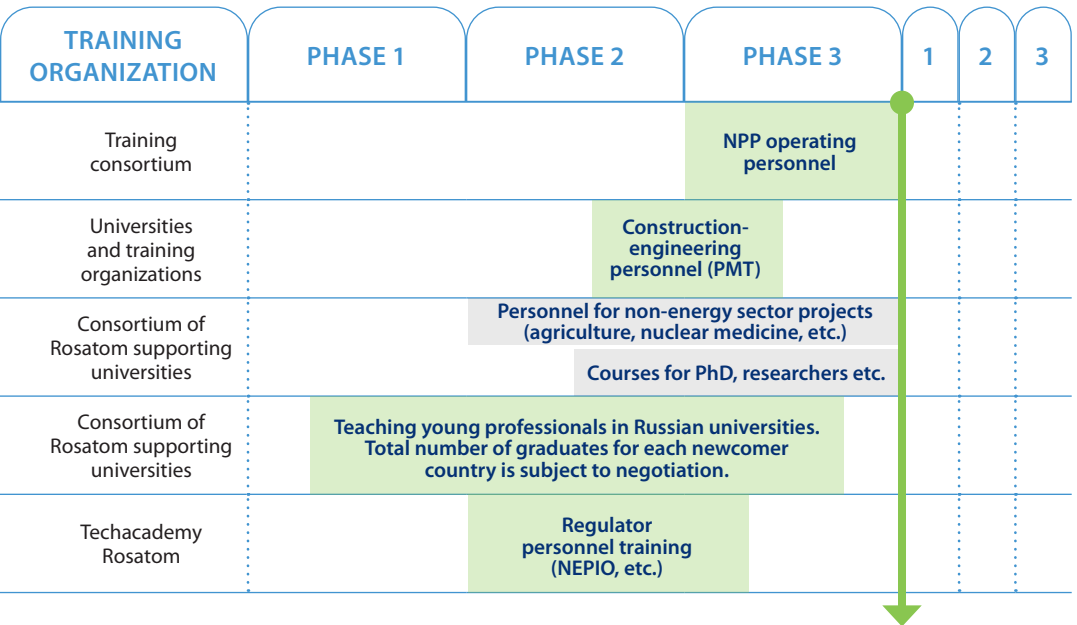 TRAINING
ORGANIZATION
PHASE 1
PHASE 2
PHASE 3
1
2
3
Training
consortium
NPP operating
personnel
Universities
and training
organizations
Construction-
engineering
personnel (PMT)
Consortium of
Rosatom supporting
universities
Personnel for non-energy sector projects
(agriculture, nuclear medicine, etc.)
Courses for PhD, researchers etc.
Consortium of
Rosatom supporting
universities
Teaching young professionals in Russian universities.
Total number of graduates for each newcomer
country is subject to negotiation.
Techacademy
Rosatom
Regulator
personnel training
(NEPIO, etc.)